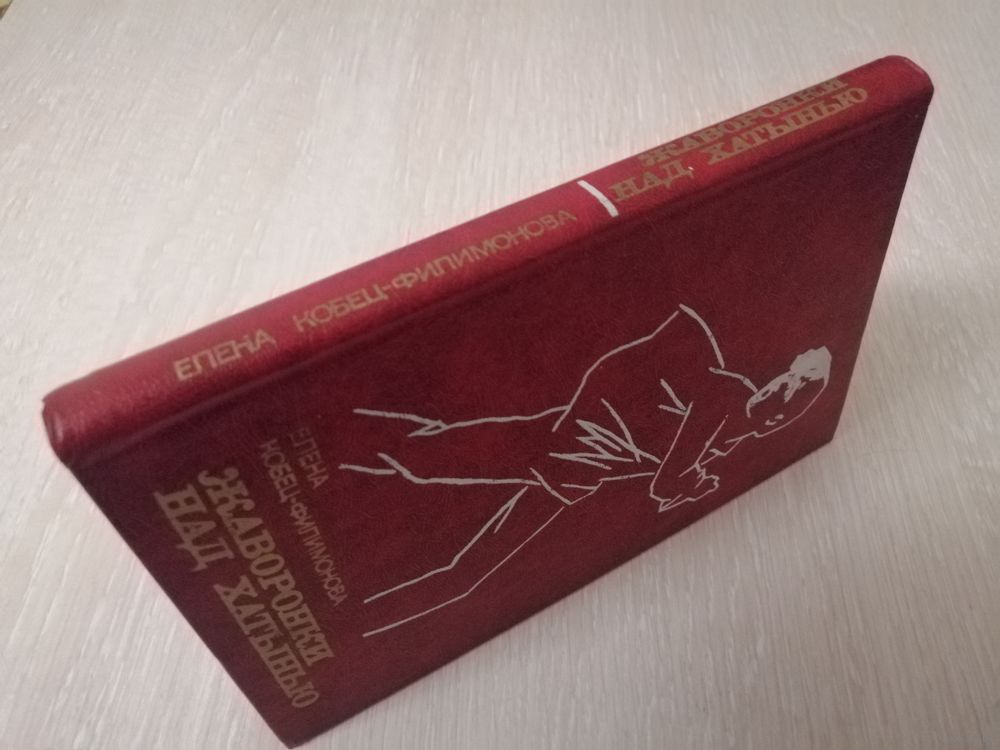 ЕЛЕНА КОБЕЦ-ФИЛИМОНОВА
ЖАВОРОНКИ
НАД ХАТЫНЬЮ
ЕЛЕНА
КОБЕЦ-ФИЛИМОНОВА
ЖАВОРОНКИ
НАД ХАТЫНЬЮ